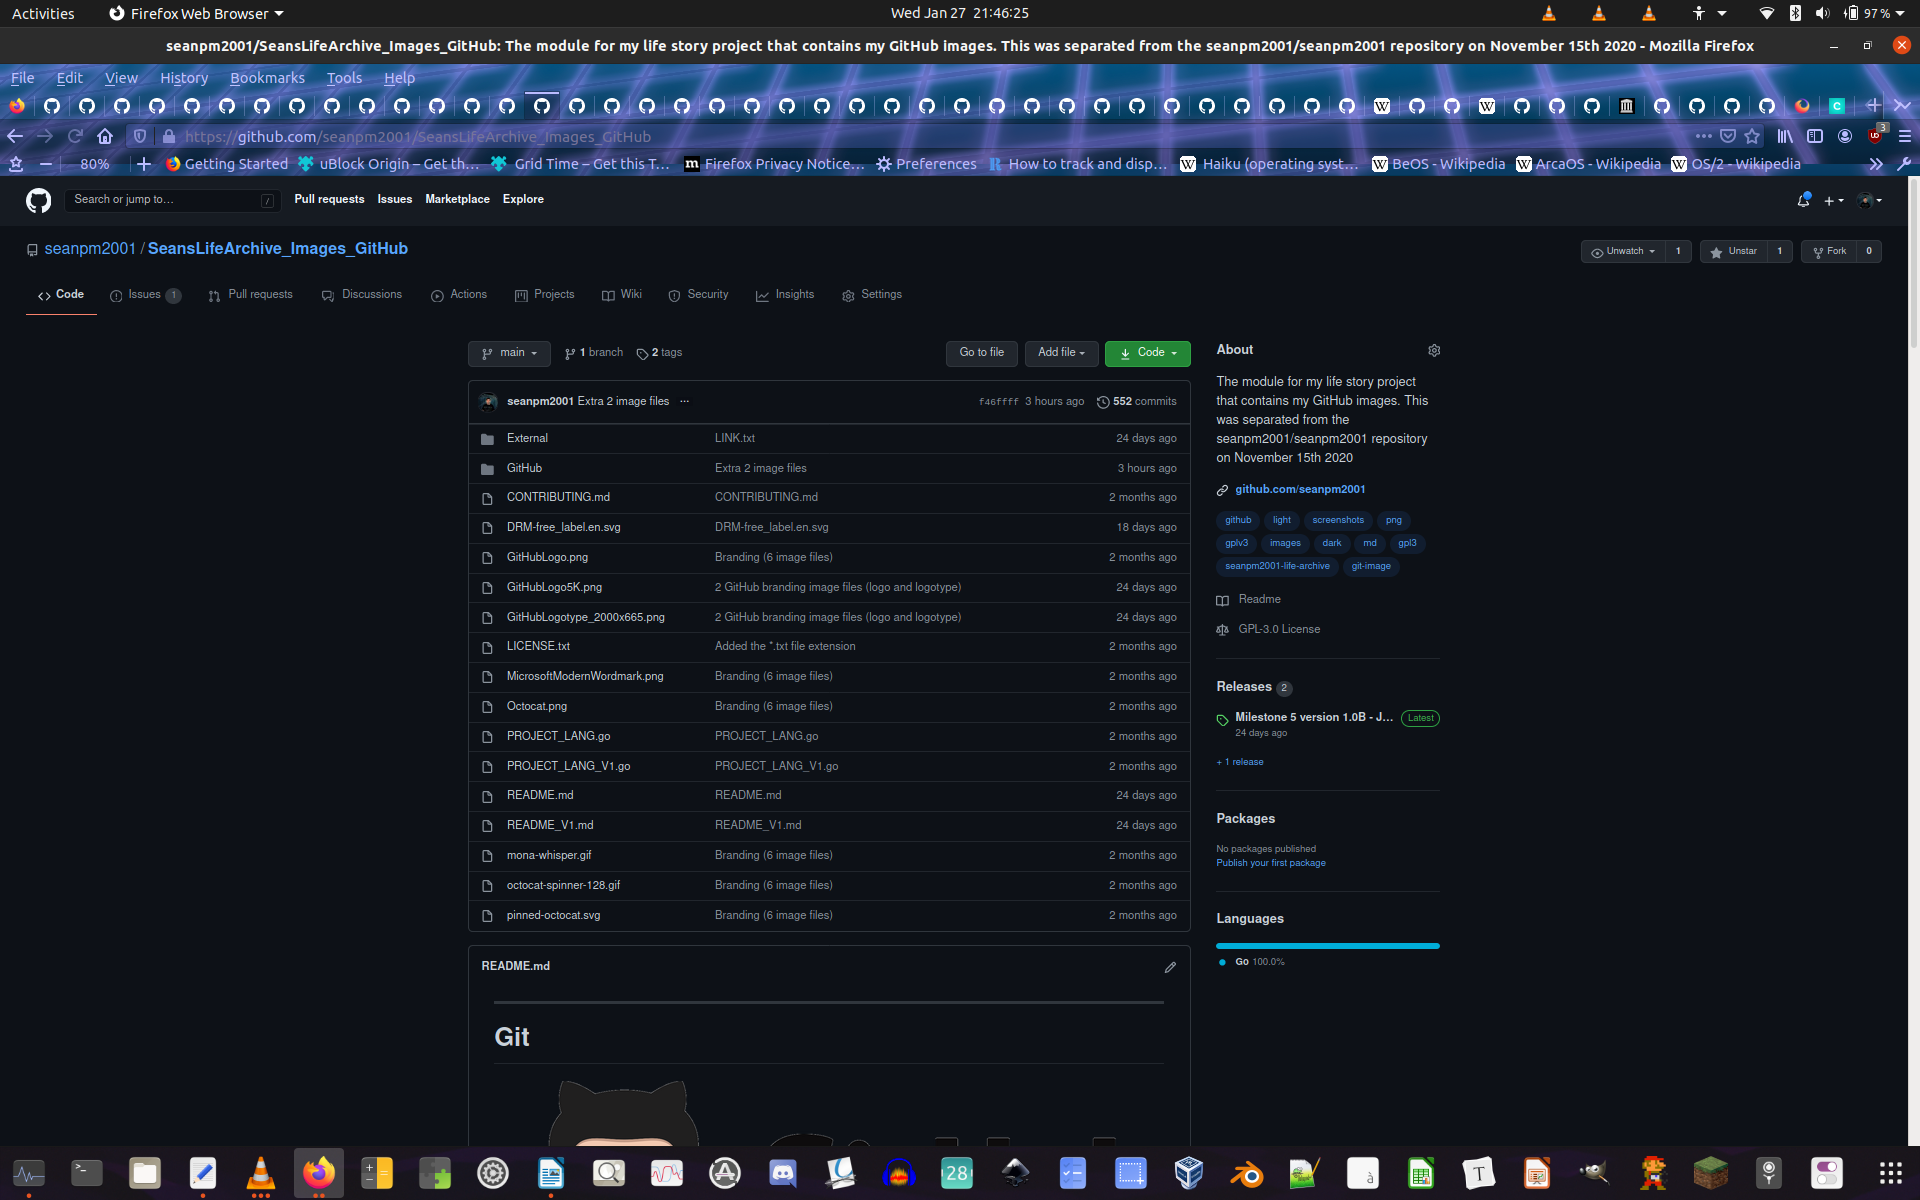 Activities
Firefox Web Browser
Wed Jan 27 21:46:25
97 %
seanpm2001/SeansLifeArchive_Images_GitHub: The module for my life story project that contains my GitHub images. This was separated from the seanpm2001/seanpm2001 repository on November 15th 2020 - Mozilla Firefox
File Edit View History Bookmarks Tools Help
https://github.com/seanpm2001/SeansLifeArchive_Images_GitHub
3
80%
Getting Started
uBlock Origin – Get th…
Grid Time – Get this T…
Firefox Privacy Notice…
Preferences
How to track and disp…
Haiku (operating syst…
BeOS - Wikipedia
ArcaOS - Wikipedia
OS/2 - Wikipedia
Search or jump to…
/
Pull requests Issues Marketplace Explore
seanpm2001 / SeansLifeArchive_Images_GitHub
Unwatch 1
Unstar 1
Fork 0
Code
Issues 1
Pull requests
Discussions
Actions
Projects
Wiki
Security
Insights
Settings
main
1 branch
2 tags
Go to file
Add file
Code
seanpm2001 Extra 2 image files ... f46ffff 3 hours ago 552 commits
External LINK.txt 24 days ago
GitHub Extra 2 image files 3 hours ago
CONTRIBUTING.md CONTRIBUTING.md 2 months ago
DRM-free_label.en.svg DRM-free_label.en.svg 18 days ago
GitHubLogo.png Branding (6 image files) 2 months ago
GitHubLogo5K.png 2 GitHub branding image files (logo and logotype) 24 days ago
GitHubLogotype_2000x665.png 2 GitHub branding image files (logo and logotype) 24 days ago
LICENSE.txt Added the *.txt file extension 2 months ago
MicrosoftModernWordmark.png Branding (6 image files) 2 months ago
Octocat.png Branding (6 image files) 2 months ago
PROJECT_LANG.go PROJECT_LANG.go 2 months ago
PROJECT_LANG_V1.go PROJECT_LANG_V1.go 2 months ago
README.md README.md 24 days ago
README_V1.md README_V1.md 24 days ago
mona-whisper.gif Branding (6 image files) 2 months ago
octocat-spinner-128.gif Branding (6 image files) 2 months ago
pinned-octocat.svg Branding (6 image files) 2 months ago
README.md
Git
About
The module for my life story project
that contains my GitHub images. This
was separated from the
seanpm2001/seanpm2001 repository
on November 15th 2020
github.com/seanpm2001
github light screenshots png
gplv3 images dark md gpl3
seanpm2001-life-archive git-image
Readme
GPL-3.0 License
Releases 2
Milestone 5 version 1.0B - J... Latest
24 days ago
+ 1 release
Packages
No packages published
Publish your first package
Languages
Go 100.0%
28